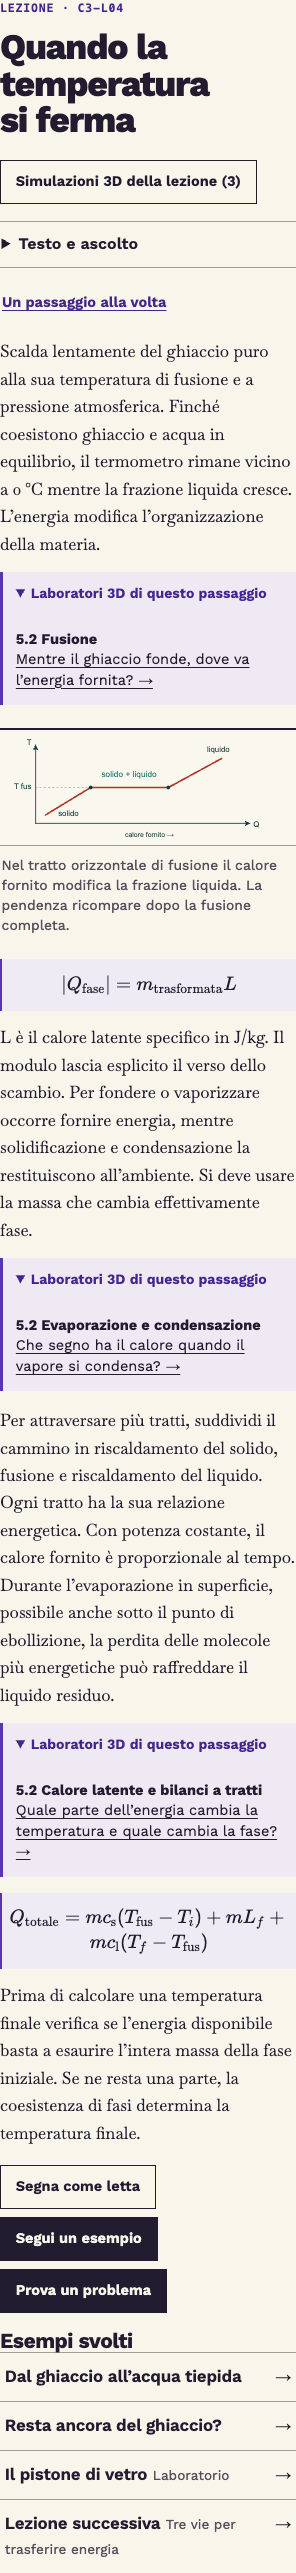 LEZIONE · C3–L04
Quando la
temperatura
si ferma
Simulazioni 3D della lezione (3)
▶ Testo e ascolto
Un passaggio alla volta
Scalda lentamente del ghiaccio puro
alla sua temperatura di fusione e a
pressione atmosferica. Finché
coesistono ghiaccio e acqua in
equilibrio, il termometro rimane vicino
a 0 °C mentre la frazione liquida cresce.
L’energia modifica l’organizzazione
della materia.
▼ Laboratori 3D di questo passaggio
5.2 Fusione
Mentre il ghiaccio fonde, dove va
l’energia fornita? →
T
liquido
solido + liquido
T fus
solido
Q
calore fornito →
Nel tratto orizzontale di fusione il calore
fornito modifica la frazione liquida. La
pendenza ricompare dopo la fusione
completa.
|Q_fase| = m_trasformata L
L è il calore latente specifico in J/kg. Il
modulo lascia esplicito il verso dello
scambio. Per fondere o vaporizzare
occorre fornire energia, mentre
solidificazione e condensazione la
restituiscono all’ambiente. Si deve usare
la massa che cambia effettivamente
fase.
▼ Laboratori 3D di questo passaggio
5.2 Evaporazione e condensazione
Che segno ha il calore quando il
vapore si condensa? →
Per attraversare più tratti, suddividi il
cammino in riscaldamento del solido,
fusione e riscaldamento del liquido.
Ogni tratto ha la sua relazione
energetica. Con potenza costante, il
calore fornito è proporzionale al tempo.
Durante l’evaporazione in superficie,
possibile anche sotto il punto di
ebollizione, la perdita delle molecole
più energetiche può raffreddare il
liquido residuo.
▼ Laboratori 3D di questo passaggio
5.2 Calore latente e bilanci a tratti
Quale parte dell’energia cambia la
temperatura e quale cambia la fase?
→
Q_totale = mc_s(T_fus − T_i) + mL_f +
mc_l(T_f − T_fus)
Prima di calcolare una temperatura
finale verifica se l’energia disponibile
basta a esaurire l’intera massa della fase
iniziale. Se ne resta una parte, la
coesistenza di fasi determina la
temperatura finale.
Segna come letta
Segui un esempio
Prova un problema
Esempi svolti
Dal ghiaccio all’acqua tiepida →
Resta ancora del ghiaccio? →
Il pistone di vetro Laboratorio →
Lezione successiva Tre vie per →
trasferire energia